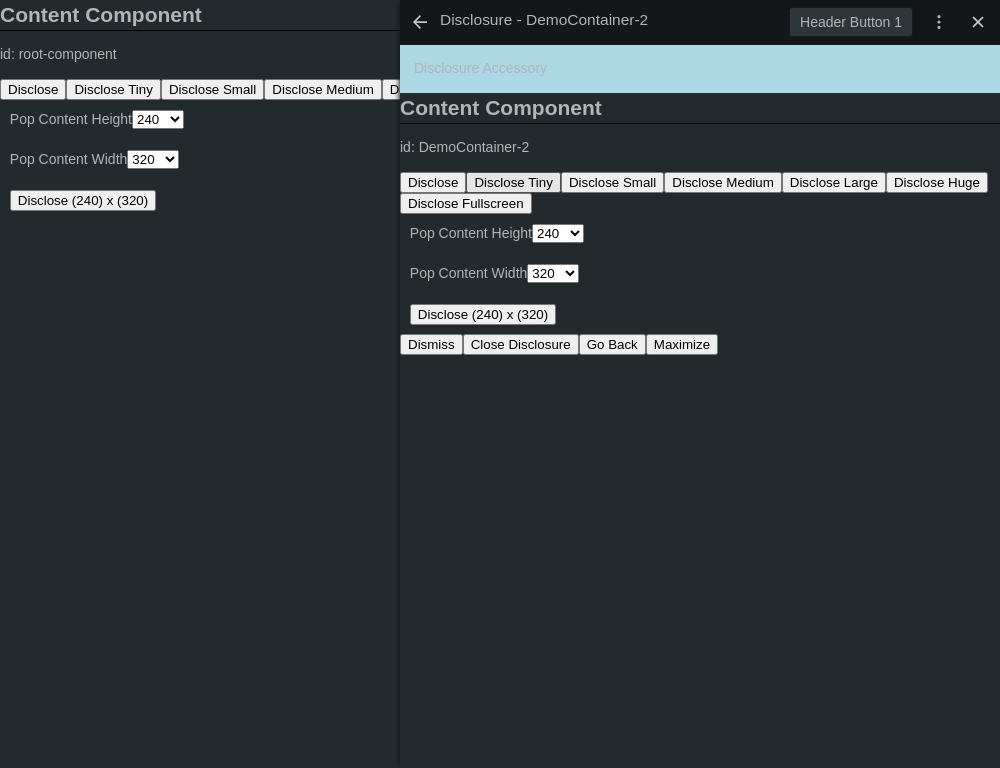 Content Component
id: root-component
Disclose Disclose Tiny Disclose Small Disclose Medium D
Pop Content Height 240
Pop Content Width 320
Disclose (240) x (320)
Disclosure - DemoContainer-2 Header Button 1
Disclosure Accessory
Content Component
id: DemoContainer-2
Disclose Disclose Tiny Disclose Small Disclose Medium Disclose Large Disclose Huge
Disclose Fullscreen
Pop Content Height 240
Pop Content Width 320
Disclose (240) x (320)
Dismiss Close Disclosure Go Back Maximize